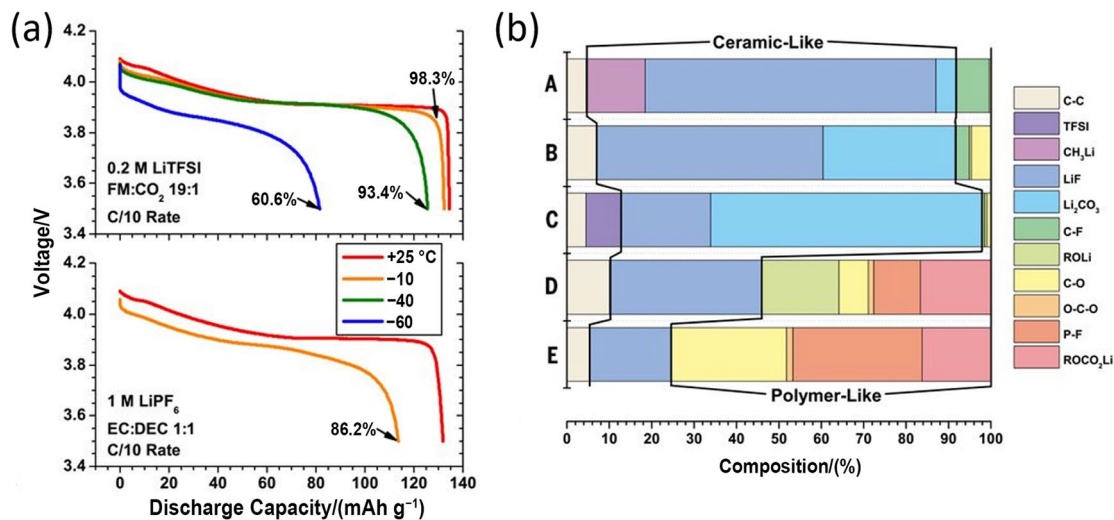 (a)
4.2
4.0
3.8
3.6
3.4
98.3%
93.4%
60.6%
0.2 M LiTFSI
FM:CO₂ 19:1
C/10 Rate
Voltage/V
+25 °C
−10
−40
−60
4.2
4.0
3.8
3.6
3.4
86.2%
1 M LiPF₆
EC:DEC 1:1
C/10 Rate
0 20 40 60 80 100 120 140
Discharge Capacity/(mAh g⁻¹)
(b)
Ceramic-Like
A
B
C
D
E
Polymer-Like
0 10 20 30 40 50 60 70 80 90 100
Composition/(%)
C-C
TFSI
CH₃Li
LiF
Li₂CO₃
C-F
ROLi
C-O
O-C-O
P-F
ROCO₂Li